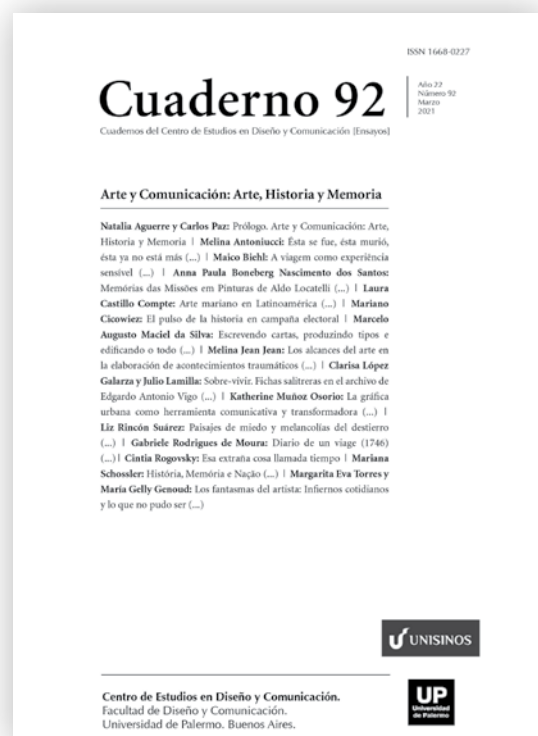 ISSN 1668-0227
Cuaderno 92
Año 22
Número 92
Marzo
2021
Cuadernos del Centro de Estudios en Diseño y Comunicación [Ensayos]
Arte y Comunicación: Arte, Historia y Memoria
Natalia Aguerre y Carlos Paz: Prólogo. Arte y Comunicación: Arte,
Historia y Memoria | Melina Antoniucci: Ésta se fue, ésta murió,
ésta ya no está más (...) | Maico Biehl: A viagem como experiência
sensível (...) | Anna Paula Boneberg Nascimento dos Santos:
Memórias das Missões em Pinturas de Aldo Locatelli (...) | Laura
Castillo Compte: Arte mariano en Latinoamérica (...) | Mariano
Cicowiez: El pulso de la historia en campaña electoral | Marcelo
Augusto Maciel da Silva: Escrevendo cartas, produzindo tipos e
edificando o todo (...) | Melina Jean Jean: Los alcances del arte en
la elaboración de acontecimientos traumáticos (...) | Clarisa López
Galarza y Julio Lamilla: Sobre-vivir. Fichas salitreras en el archivo de
Edgardo Antonio Vigo (...) | Katherine Muñoz Osorio: La gráfica
urbana como herramienta comunicativa y transformadora (...) |
Liz Rincón Suárez: Paisajes de miedo y melancolías del destierro
(...) | Gabriele Rodrigues de Moura: Diario de un viage (1746)
(...) | Cintia Rogovsky: Esa extraña cosa llamada tiempo | Mariana
Schossler: História, Memória e Nação (...) | Margarita Eva Torres y
María Gelly Genoud: Los fantasmas del artista: Infiernos cotidianos
y lo que no pudo ser (...)
UNISINOS
Centro de Estudios en Diseño y Comunicación.
Facultad de Diseño y Comunicación.
Universidad de Palermo. Buenos Aires.
UP
Universidad
de Palermo